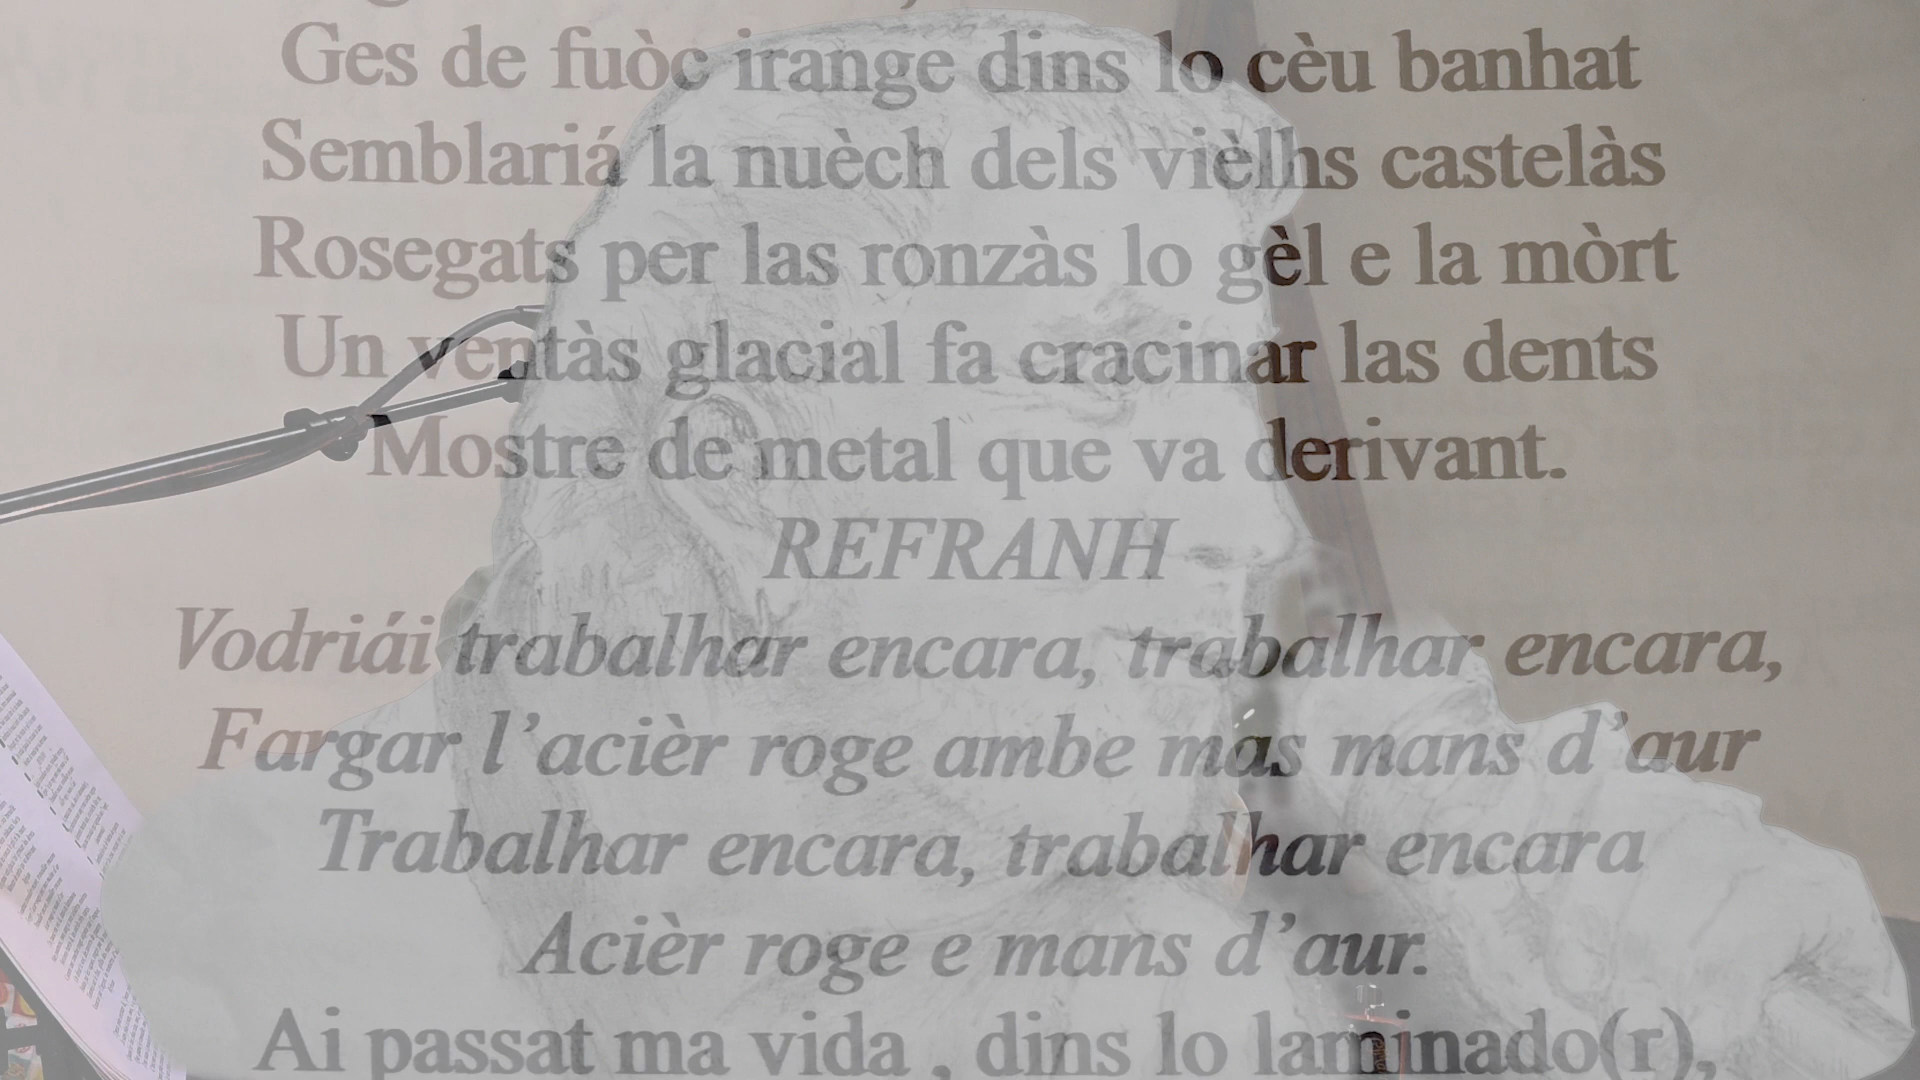 Ges de fuòc irange dins lo cèu banhat
Semblariá la nuèch dels vièlhs castelàs
Rosegats per las ronzàs lo gèl e la mòrt
Un ventàs glacial fa cracinar las dents
Mostre de metal que va derivant.
REFRANH
Vodriái trabalhar encara, trabalhar encara,
Fargar l’acièr roge ambe mas mans d’aur
Trabalhar encara, trabalhar encara
Acièr roge e mans d’aur.
Ai passat ma vida , dins lo laminado(r),